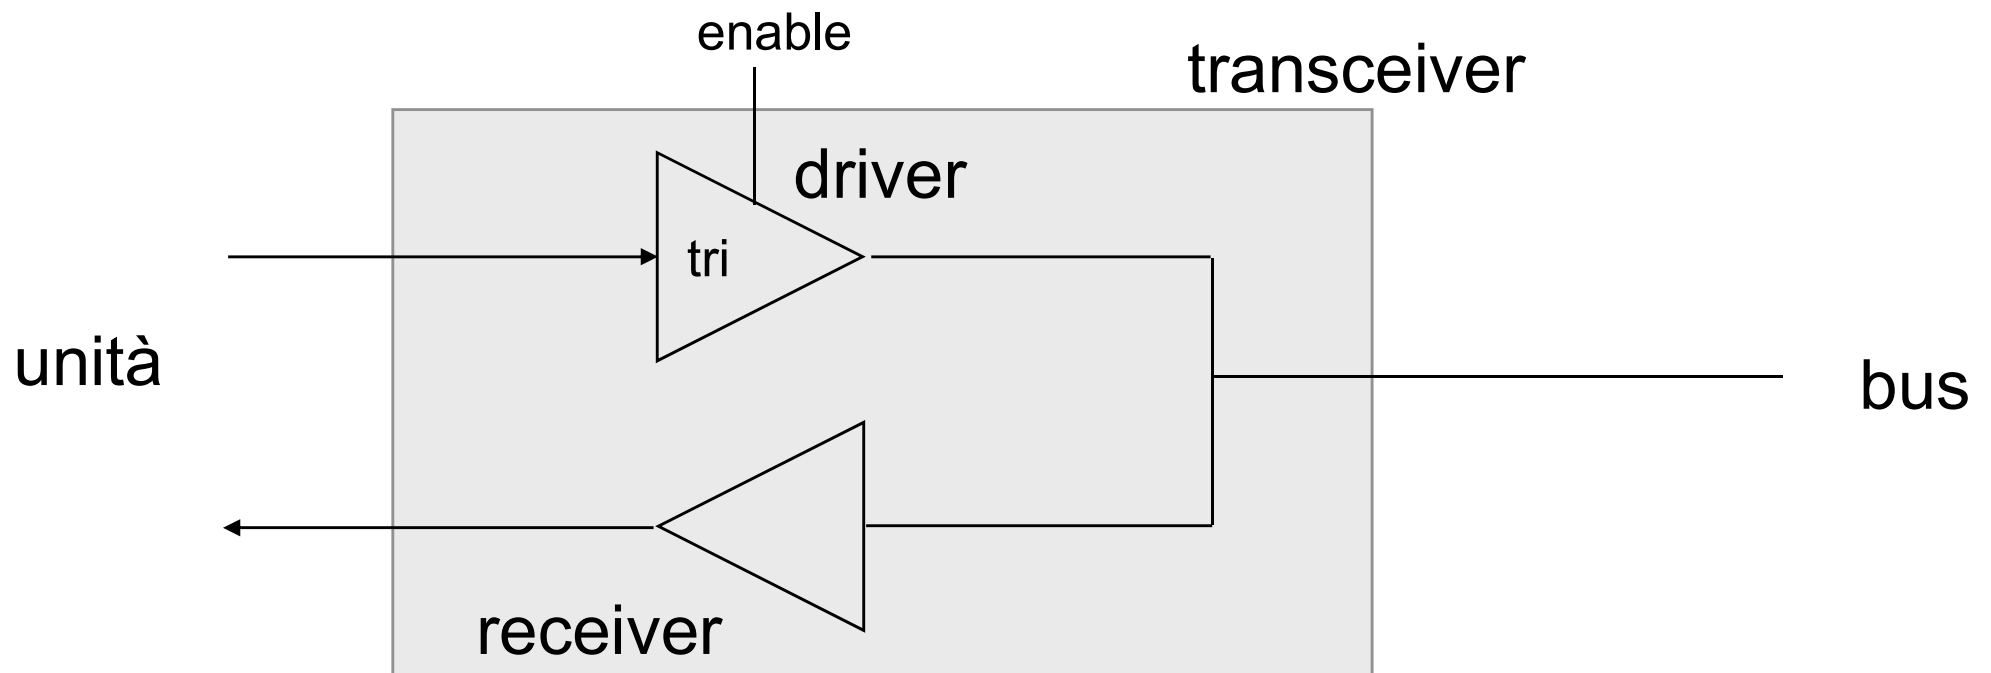 enable
transceiver
driver
tri
unità
bus
receiver